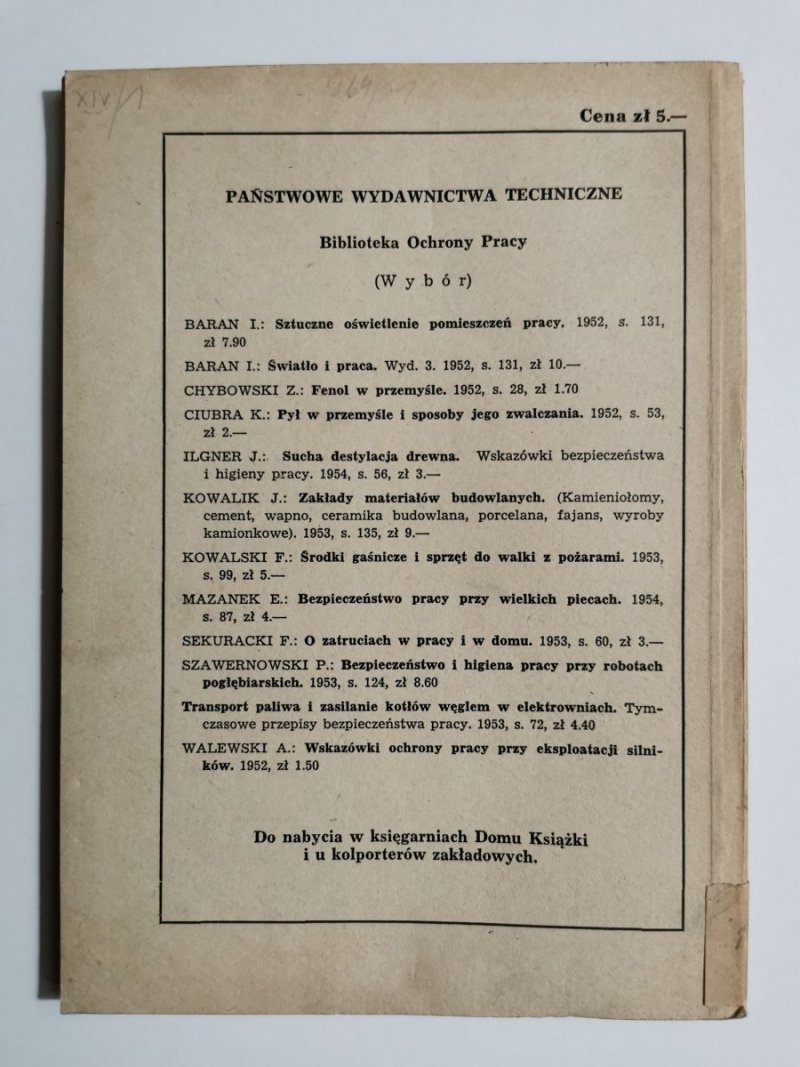 XIV/1
Cena zł 5.—
PAŃSTWOWE WYDAWNICTWA TECHNICZNE
Biblioteka Ochrony Pracy
(W y b ó r)
BARAN I.: Sztuczne oświetlenie pomieszczeń pracy. 1952, s. 131,
zł 7.90
BARAN I.: Światło i praca. Wyd. 3. 1952, s. 131, zł 10.—
CHYBOWSKI Z.: Fenol w przemyśle. 1952, s. 28, zł 1.70
CIUBRA K.: Pył w przemyśle i sposoby jego zwalczania. 1952, s. 53,
zł 2.—
ILGNER J.: Sucha destylacja drewna. Wskazówki bezpieczeństwa
i higieny pracy. 1954, s. 56, zł 3.—
KOWALIK J.: Zakłady materiałów budowlanych. (Kamieniołomy,
cement, wapno, ceramika budowlana, porcelana, fajans, wyroby
kamionkowe). 1953, s. 135, zł 9.—
KOWALSKI F.: Środki gaśnicze i sprzęt do walki z pożarami. 1953,
s. 99, zł 5.—
MAZANEK E.: Bezpieczeństwo pracy przy wielkich piecach. 1954,
s. 87, zł 4.—
SEKURACKI F.: O zatruciach w pracy i w domu. 1953, s. 60, zł 3.—
SZAWERNOWSKI P.: Bezpieczeństwo i higiena pracy przy robotach
pogłębiarskich. 1953, s. 124, zł 8.60
Transport paliwa i zasilanie kotłów węglem w elektrowniach. Tym-
czasowe przepisy bezpieczeństwa pracy. 1953, s. 72, zł 4.40
WALEWSKI A.: Wskazówki ochrony pracy przy eksploatacji silni-
ków. 1952, zł 1.50
Do nabycia w księgarniach Domu Książki
i u kolporterów zakładowych.